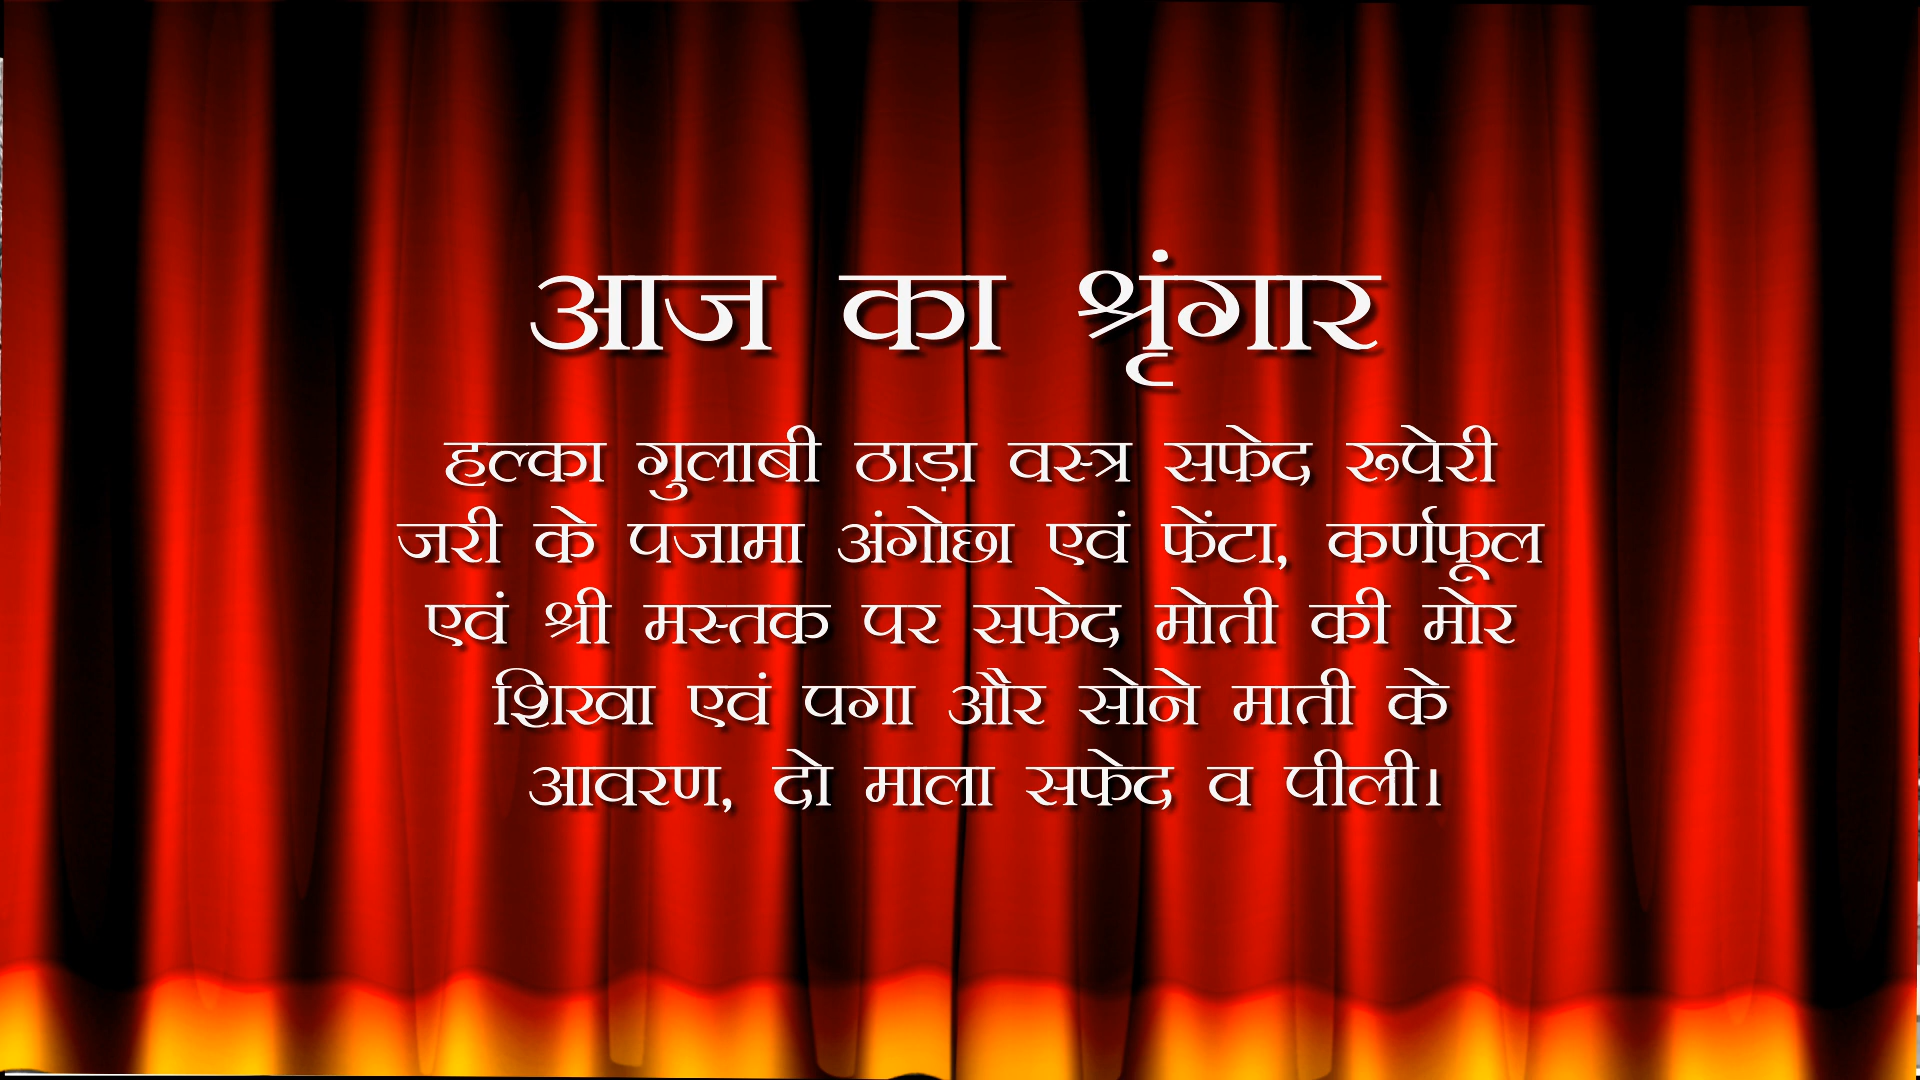 आज का श्रृंगार
हल्का गुलाबी ठाड़ा वस्त्र सफेद रूपेरी
जरी के पजामा अंगोछा एवं फेंटा, कर्णफूल
एवं श्री मस्तक पर सफेद मोती की मोर
शिखा एवं पगा और सोने माती के
आवरण, दो माला सफेद व पीली।